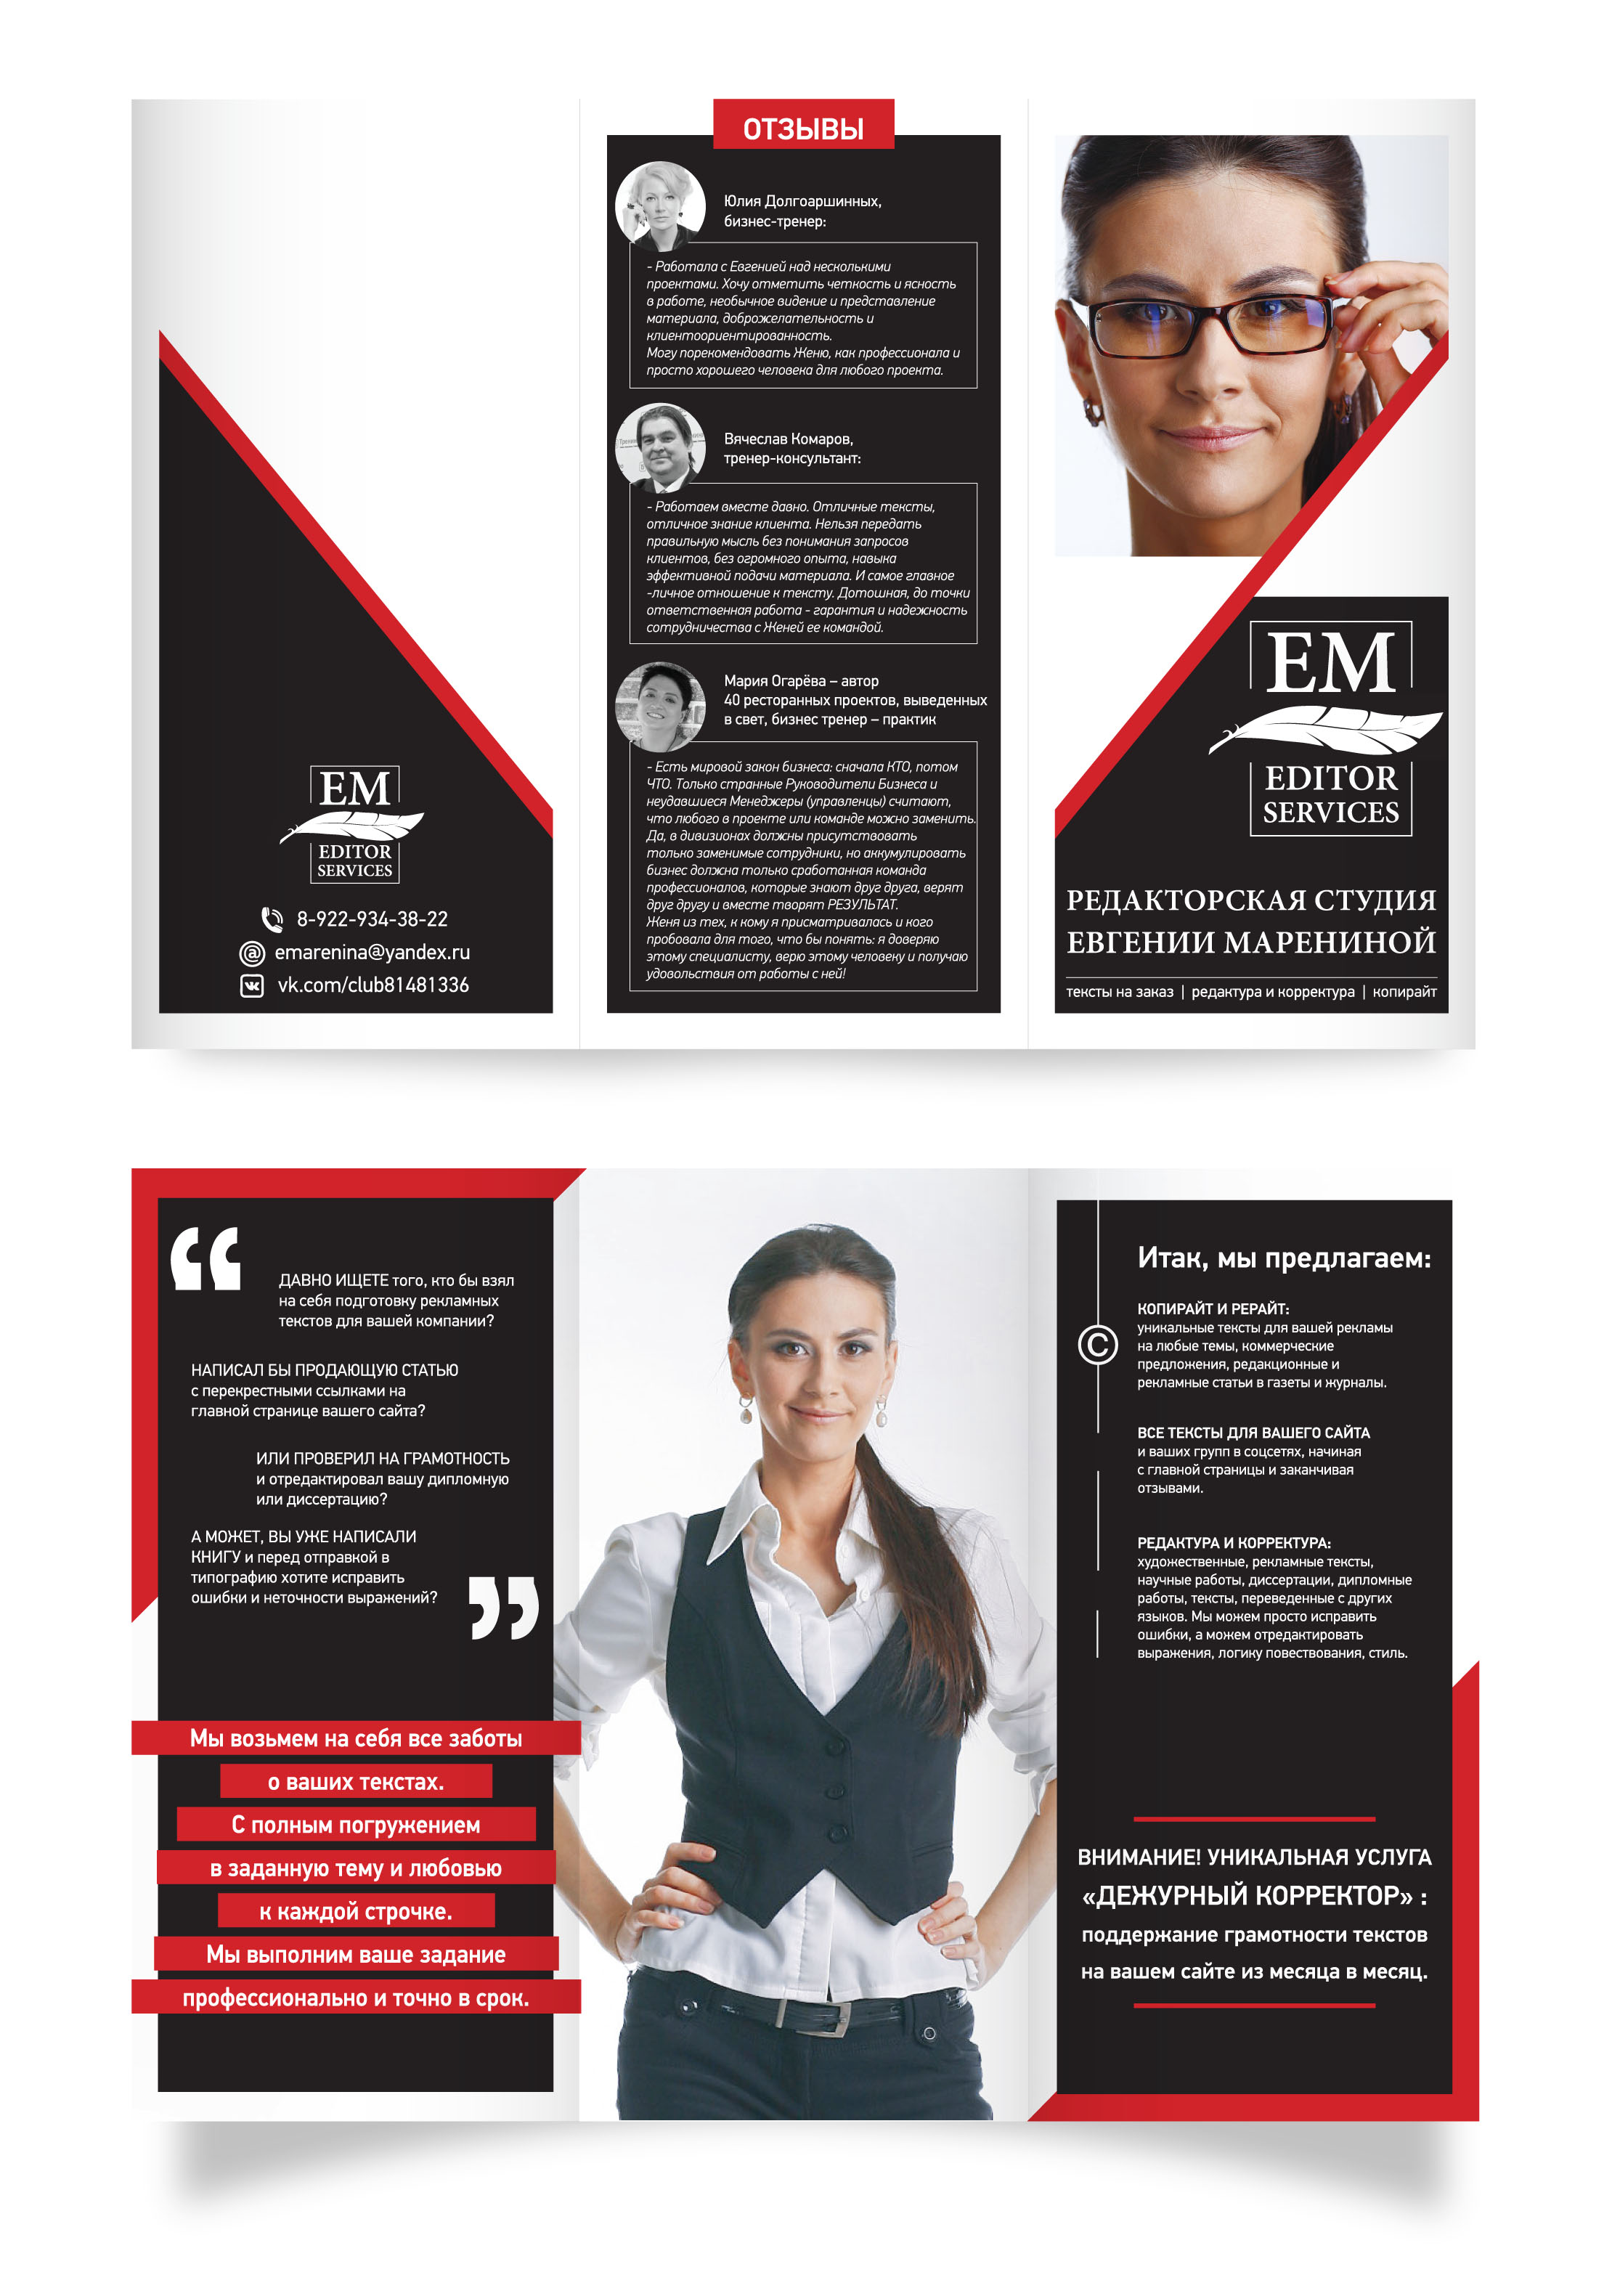 EM
EDITOR
SERVICES
8-922-934-38-22
emarenina@yandex.ru
vk.com/club81481336
ОТЗЫВЫ
Юлия Долгоаршинных,
бизнес-тренер:
- Работала с Евгенией над несколькими
проектами. Хочу отметить четкость и ясность
в работе, необычное видение и представление
материала, доброжелательность и
клиентоориентированность.
Могу порекомендовать Женю, как профессионала и
просто хорошего человека для любого проекта.
Вячеслав Комаров,
тренер-консультант:
- Работаем вместе давно. Отличные тексты,
отличное знание клиента. Нельзя передать
правильную мысль без понимания запросов
клиентов, без огромного опыта, навыка
эффективной подачи материала. И самое главное
-личное отношение к тексту. Дотошная, до точки
ответственная работа - гарантия и надежность
сотрудничества с Женей ее командой.
Мария Огарёва – автор
40 ресторанных проектов, выведенных
в свет, бизнес тренер – практик
- Есть мировой закон бизнеса: сначала КТО, потом
ЧТО. Только странные Руководители Бизнеса и
неудавшиеся Менеджеры (управленцы) считают,
что любого в проекте или команде можно заменить.
Да, в дивизионах должны присутствовать
только заменимые сотрудники, но аккумулировать
бизнес должна только сработанная команда
профессионалов, которые знают друг друга, верят
друг другу и вместе творят РЕЗУЛЬТАТ.
Женя из тех, к кому я присматривалась и кого
пробовала для того, что бы понять: я доверяю
этому специалисту, верю этому человеку и получаю
удовольствия от работы с ней!
EM
EDITOR
SERVICES
РЕДАКТОРСКАЯ СТУДИЯ
ЕВГЕНИИ МАРЕНИНОЙ
тексты на заказ | редактура и корректура | копирайт
“
ДАВНО ИЩЕТЕ того, кто бы взял
на себя подготовку рекламных
текстов для вашей компании?
НАПИСАЛ БЫ ПРОДАЮЩУЮ СТАТЬЮ
с перекрестными ссылками на
главной странице вашего сайта?
ИЛИ ПРОВЕРИЛ НА ГРАМОТНОСТЬ
и отредактировал вашу дипломную
или диссертацию?
А МОЖЕТ, ВЫ УЖЕ НАПИСАЛИ
КНИГУ и перед отправкой в
типографию хотите исправить
ошибки и неточности выражений?
”
Мы возьмем на себя все заботы
о ваших текстах.
С полным погружением
в заданную тему и любовью
к каждой строчке.
Мы выполним ваше задание
профессионально и точно в срок.
Итак, мы предлагаем:
©
КОПИРАЙТ И РЕРАЙТ:
уникальные тексты для вашей рекламы
на любые темы, коммерческие
предложения, редакционные и
рекламные статьи в газеты и журналы.
ВСЕ ТЕКСТЫ ДЛЯ ВАШЕГО САЙТА
и ваших групп в соцсетях, начиная
с главной страницы и заканчивая
отзывами.
РЕДАКТУРА И КОРРЕКТУРА:
художественные, рекламные тексты,
научные работы, диссертации, дипломные
работы, тексты, переведенные с других
языков. Мы можем просто исправить
ошибки, а можем отредактировать
выражения, логику повествования, стиль.
ВНИМАНИЕ! УНИКАЛЬНАЯ УСЛУГА
«ДЕЖУРНЫЙ КОРРЕКТОР» :
поддержание грамотности текстов
на вашем сайте из месяца в месяц.